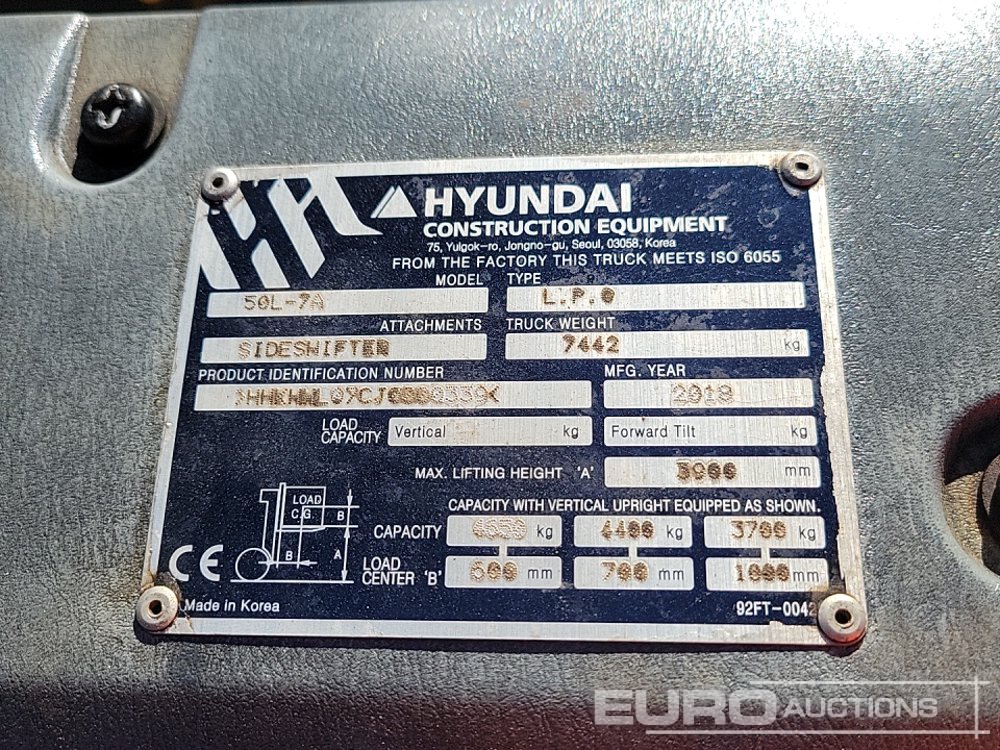 HYUNDAI
CONSTRUCTION EQUIPMENT
75, Yulgok-ro, Jongno-gu, Seoul, 03058, Korea
FROM THE FACTORY THIS TRUCK MEETS ISO 6055
MODEL TYPE
50L-7A L.P.G
ATTACHMENTS TRUCK WEIGHT
SIDESHIFTER 7442 kg
PRODUCT IDENTIFICATION NUMBER MFG. YEAR
2018
LOAD CAPACITY Vertical kg Forward Tilt kg
MAX. LIFTING HEIGHT 'A' mm
CAPACITY WITH VERTICAL UPRIGHT EQUIPPED AS SHOWN.
LOAD
C.G.
B
B
A
CAPACITY kg 4400 kg 3700 kg
LOAD CENTER 'B' 600 mm 700 mm 1000 mm
CE
Made in Korea 92FT-0042
EURO AUCTIONS